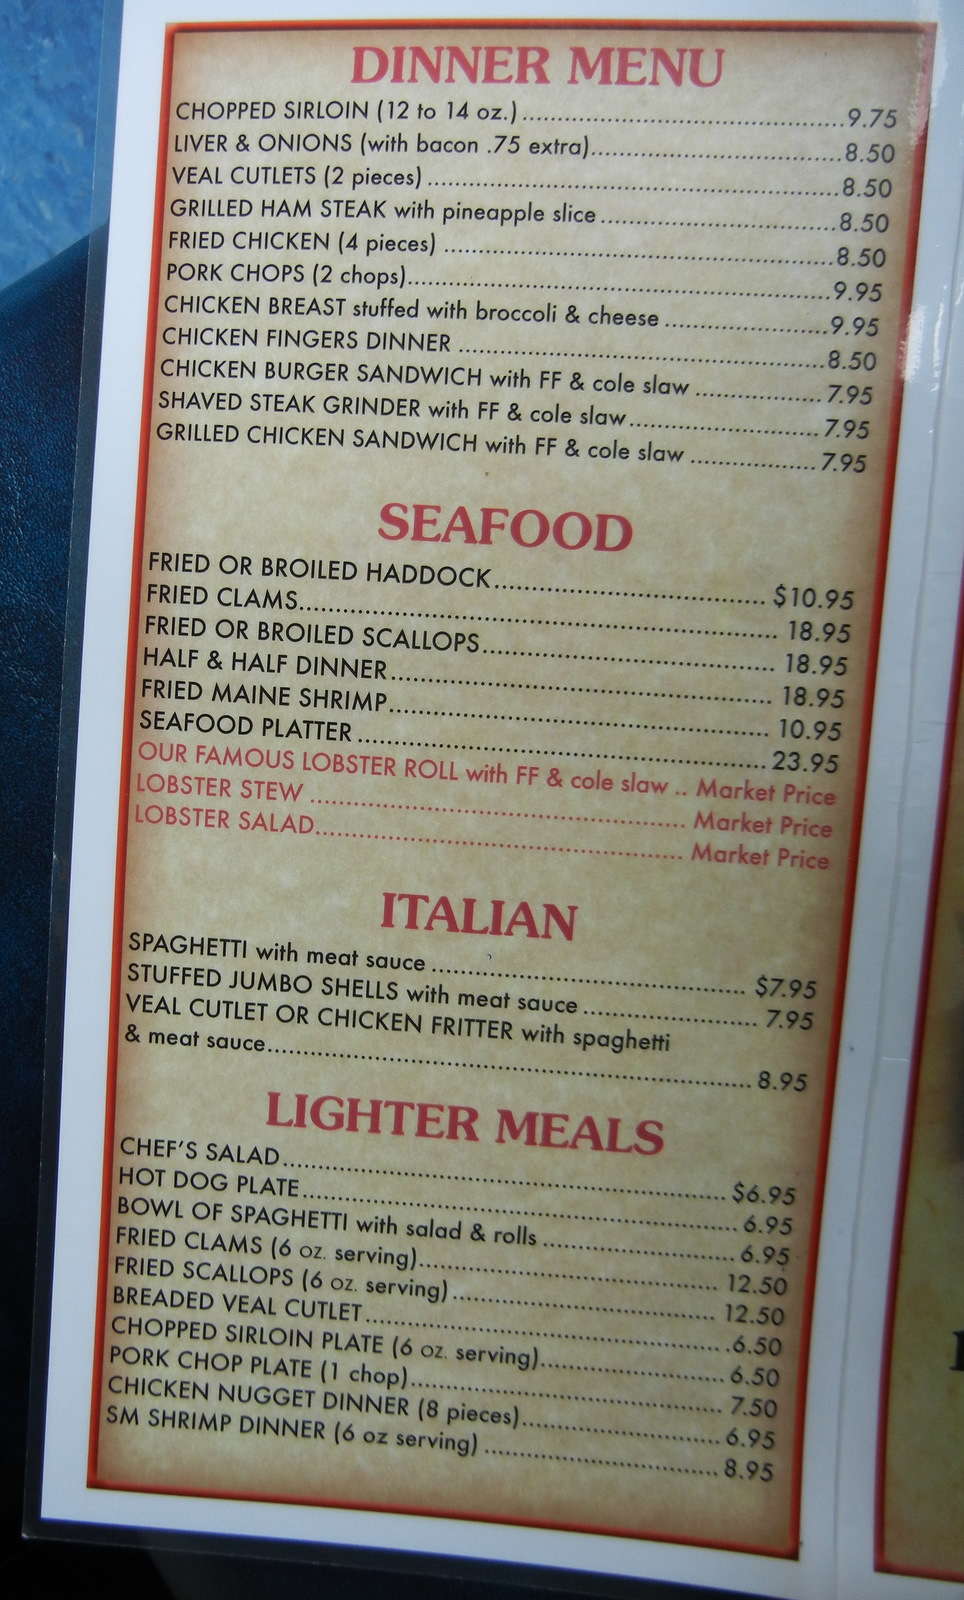 DINNER MENU
CHOPPED SIRLOIN (12 to 14 oz.) 9.75
LIVER & ONIONS (with bacon .75 extra) 8.50
VEAL CUTLETS (2 pieces) 8.50
GRILLED HAM STEAK with pineapple slice 8.50
FRIED CHICKEN (4 pieces) 8.50
PORK CHOPS (2 chops) 9.95
CHICKEN BREAST stuffed with broccoli & cheese 9.95
CHICKEN FINGERS DINNER 8.50
CHICKEN BURGER SANDWICH with FF & cole slaw 7.95
SHAVED STEAK GRINDER with FF & cole slaw 7.95
GRILLED CHICKEN SANDWICH with FF & cole slaw 7.95
SEAFOOD
FRIED OR BROILED HADDOCK $10.95
FRIED CLAMS 18.95
FRIED OR BROILED SCALLOPS 18.95
HALF & HALF DINNER 18.95
FRIED MAINE SHRIMP 10.95
SEAFOOD PLATTER 23.95
OUR FAMOUS LOBSTER ROLL with FF & cole slaw .. Market Price
LOBSTER STEW Market Price
LOBSTER SALAD Market Price
ITALIAN
SPAGHETTI with meat sauce $7.95
STUFFED JUMBO SHELLS with meat sauce 7.95
VEAL CUTLET OR CHICKEN FRITTER with spaghetti
& meat sauce 8.95
LIGHTER MEALS
CHEF'S SALAD $6.95
HOT DOG PLATE 6.95
BOWL OF SPAGHETTI with salad & rolls 6.95
FRIED CLAMS (6 oz. serving) 12.50
FRIED SCALLOPS (6 oz. serving) 12.50
BREADED VEAL CUTLET 6.50
CHOPPED SIRLOIN PLATE (6 oz. serving) 6.50
PORK CHOP PLATE (1 chop) 7.50
CHICKEN NUGGET DINNER (8 pieces) 6.95
SM SHRIMP DINNER (6 oz serving) 8.95